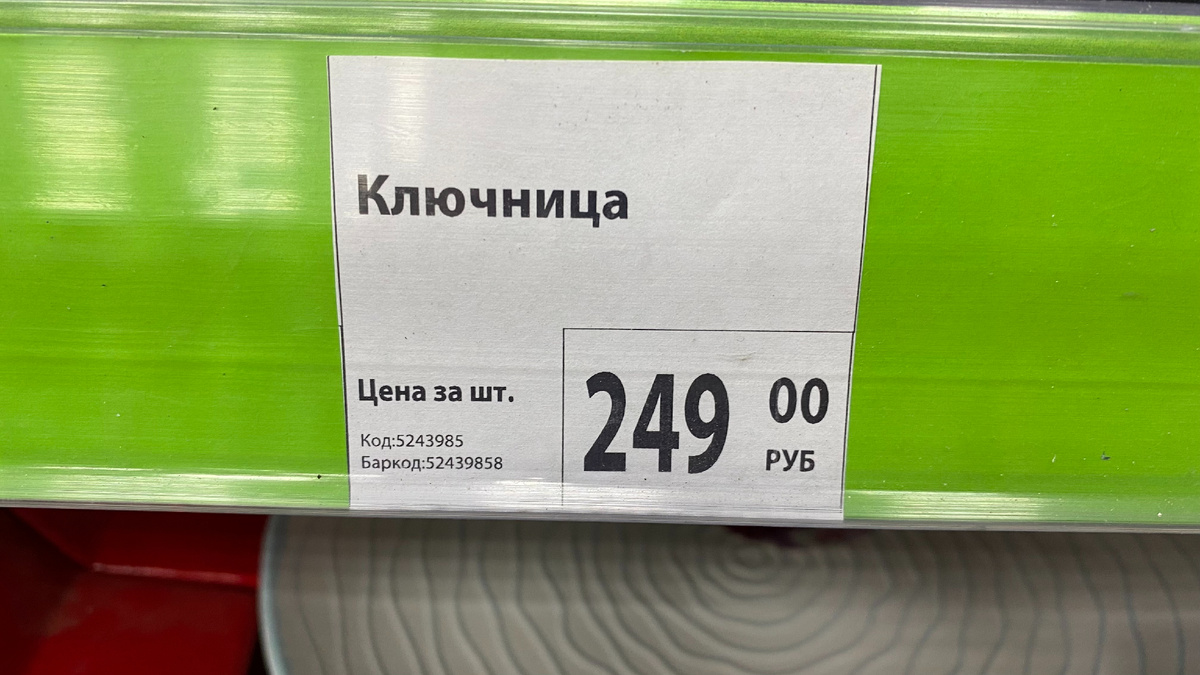 Ключница
Цена за шт.
249 00
РУБ
Код:5243985
Баркод:52439858